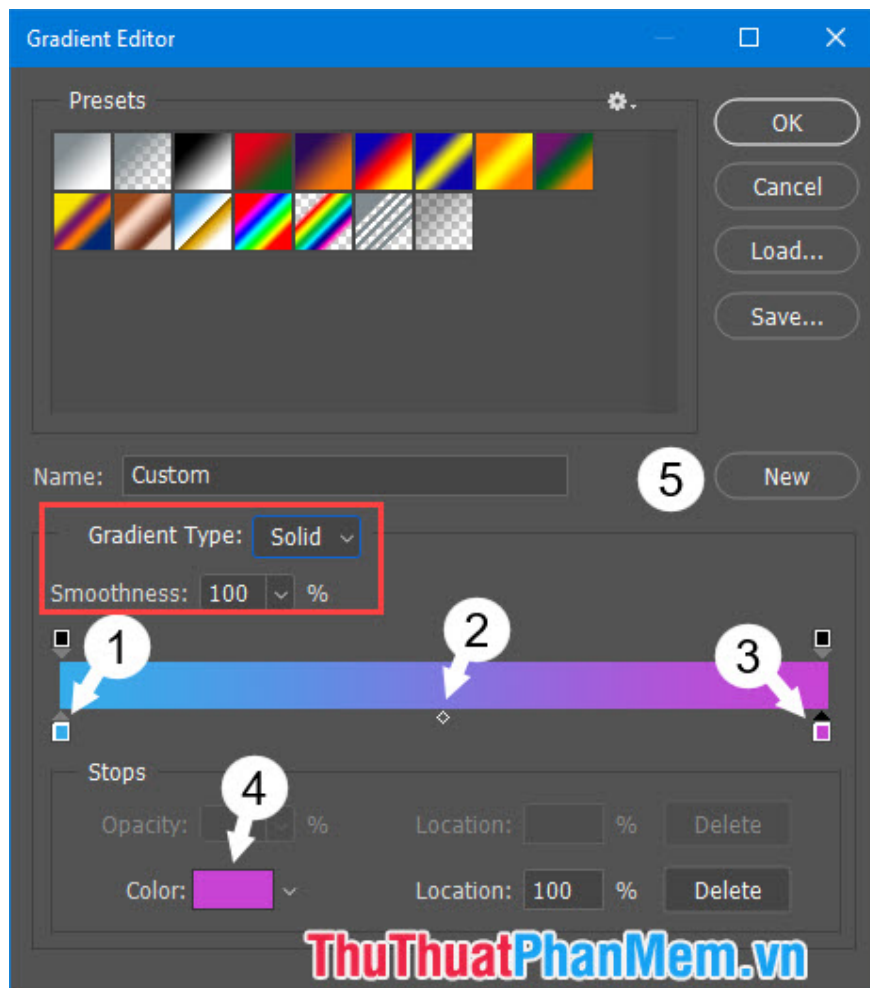 Gradient Editor
Presets
OK
Cancel
Load...
Save...
Name: Custom
5 New
Gradient Type: Solid
Smoothness: 100 %
1 2 3
Stops
4
Opacity: % Location: % Delete
Color: Location: 100 % Delete
ThuThuatPhanMem.vn